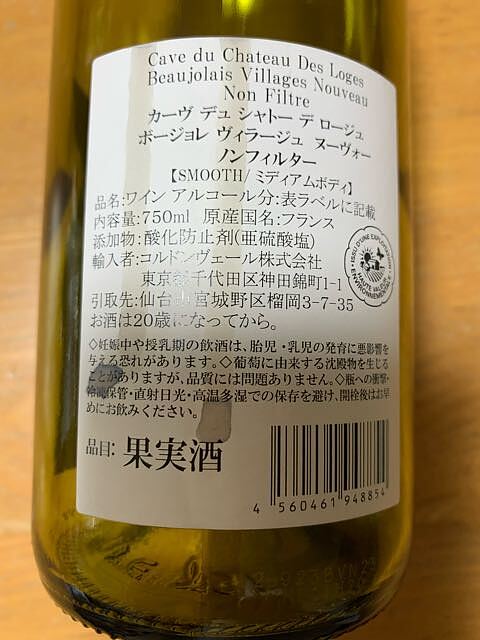 Cave du Chateau Des Loges
Beaujolais Villages Nouveau
Non Filtre
カーヴ デュ シャトー デ ロージュ
ボージョレ ヴィラージュ ヌーヴォー
ノンフィルター
【SMOOTH/ミディアムボディ】
品名:ワイン アルコール分:表ラベルに記載
内容量:750ml 原産国名:フランス
添加物:酸化防止剤(亜硫酸塩)
輸入者:コルドンヴェール株式会社
東京都千代田区神田錦町1-1
引取先:仙台市宮城野区榴岡3-7-35
お酒は20歳になってから。
◇妊娠中や授乳期の飲酒は、胎児・乳児の発育に悪影響を
与える恐れがあります。◇葡萄に由来する沈殿物を生じる
ことがありますが、品質には問題ありません。◇瓶への衝撃・
冷凍保管・直射日光・高温多湿での保存を避け、開栓後はお早
めにお飲みください。
品目:果実酒
4 560461 948854
ISSU D'UNE EXPLOITATION
HAUTE VALEUR
ENVIRONNEMENTALE